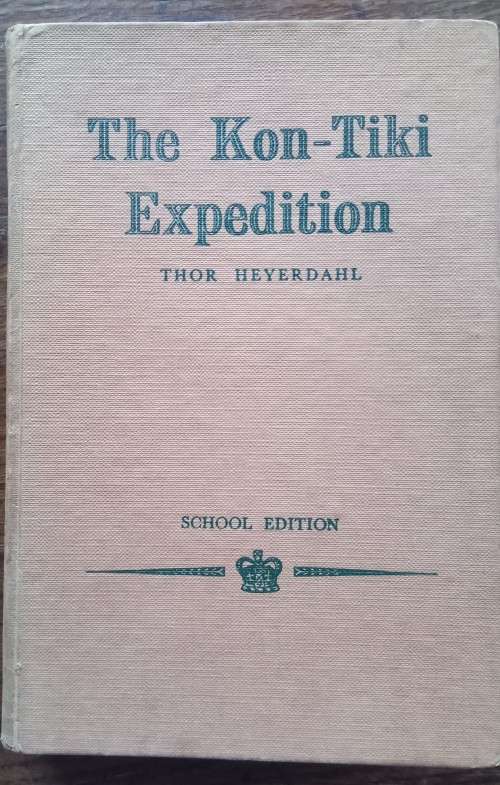 The Kon-Tiki
Expedition
THOR HEYERDAHL
SCHOOL EDITION